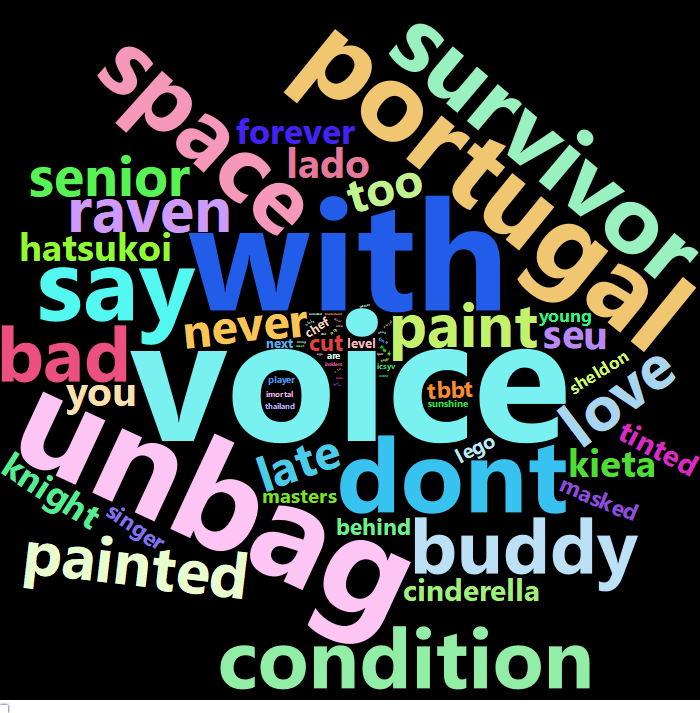 survivor
portugal
space
forever
lado
too
senior
raven
hatsukoi
with
say
never
chef
paint
young
seu
next
cut
level
are
bad
voice
you
player
imortal
thailand
tbbt
sunshine
icsyv
sheldon
love
tinted
unbag
late
lego
dont
kieta
masked
knight
singer
masters
behind
buddy
painted
cinderella
condition